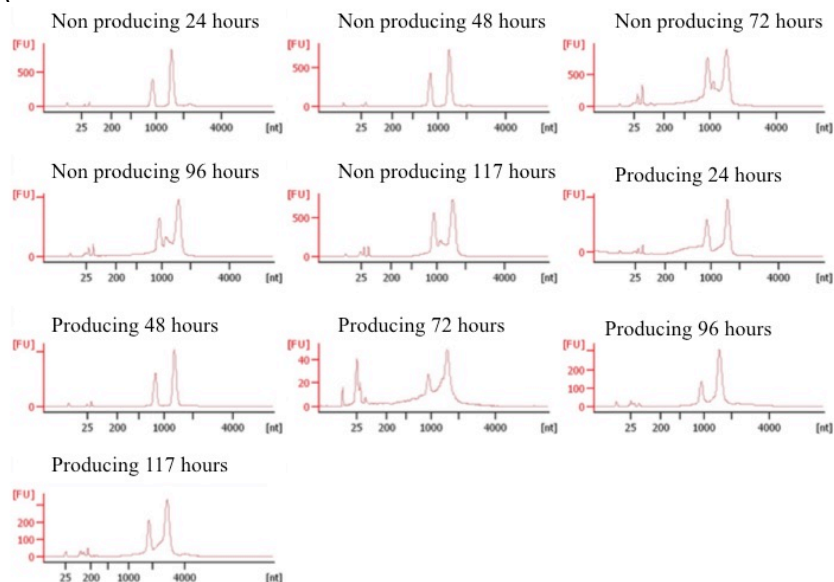 Non producing 24 hours
[FU]
500
0
25 200 1000 4000 [nt]
Non producing 48 hours
[FU]
500
0
25 200 1000 4000 [nt]
Non producing 72 hours
[FU]
500
0
25 200 1000 4000 [nt]
Non producing 96 hours
[FU]
0
25 200 1000 4000 [nt]
Non producing 117 hours
[FU]
500
0
25 200 1000 4000 [nt]
Producing 24 hours
[FU]
0
25 200 1000 4000 [nt]
Producing 48 hours
[FU]
0
25 200 1000 4000 [nt]
Producing 72 hours
[FU]
40
20
0
25 200 1000 4000 [nt]
Producing 96 hours
[FU]
200
100
0
25 200 1000 4000 [nt]
Producing 117 hours
[FU]
200
100
0
25 200 1000 4000 [nt]